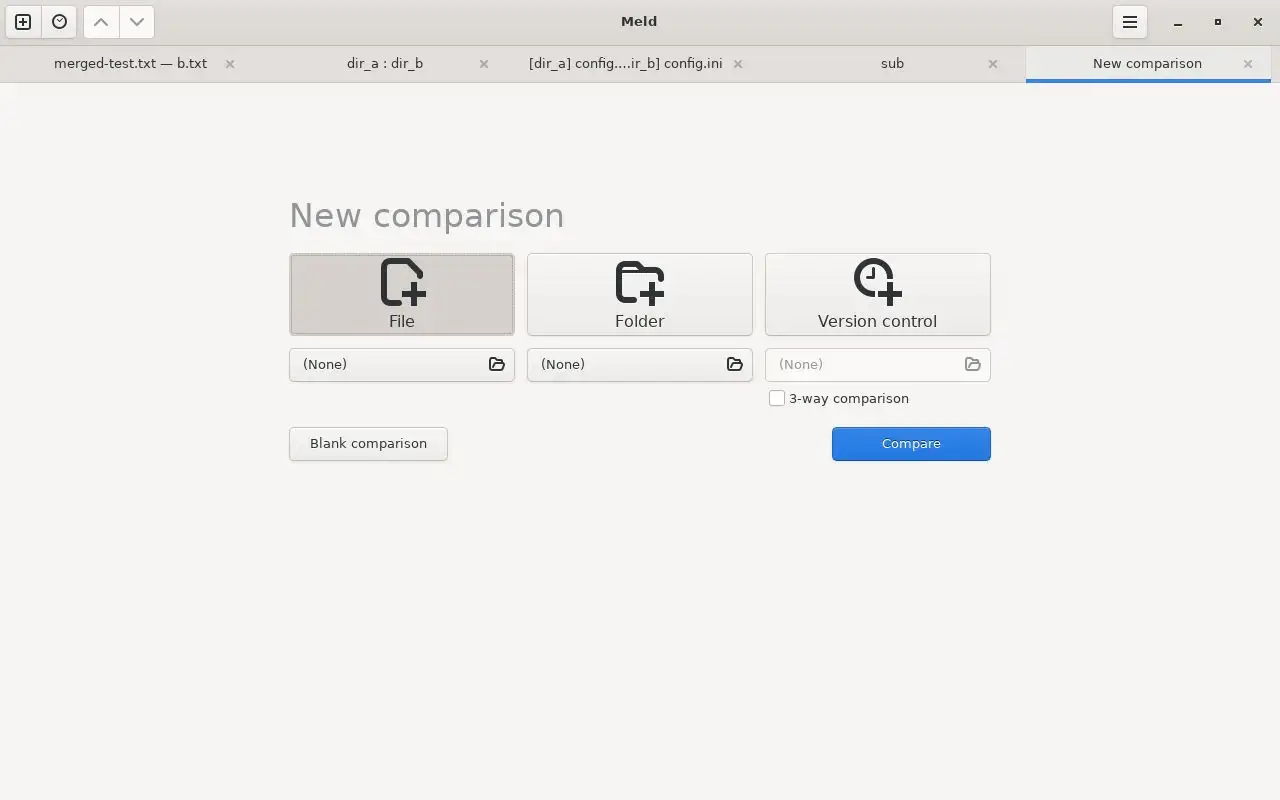 Meld
merged-test.txt — b.txt
dir_a : dir_b
[dir_a] config....ir_b] config.ini
sub
New comparison
New comparison
File
Folder
Version control
(None)
(None)
(None)
3-way comparison
Blank comparison
Compare